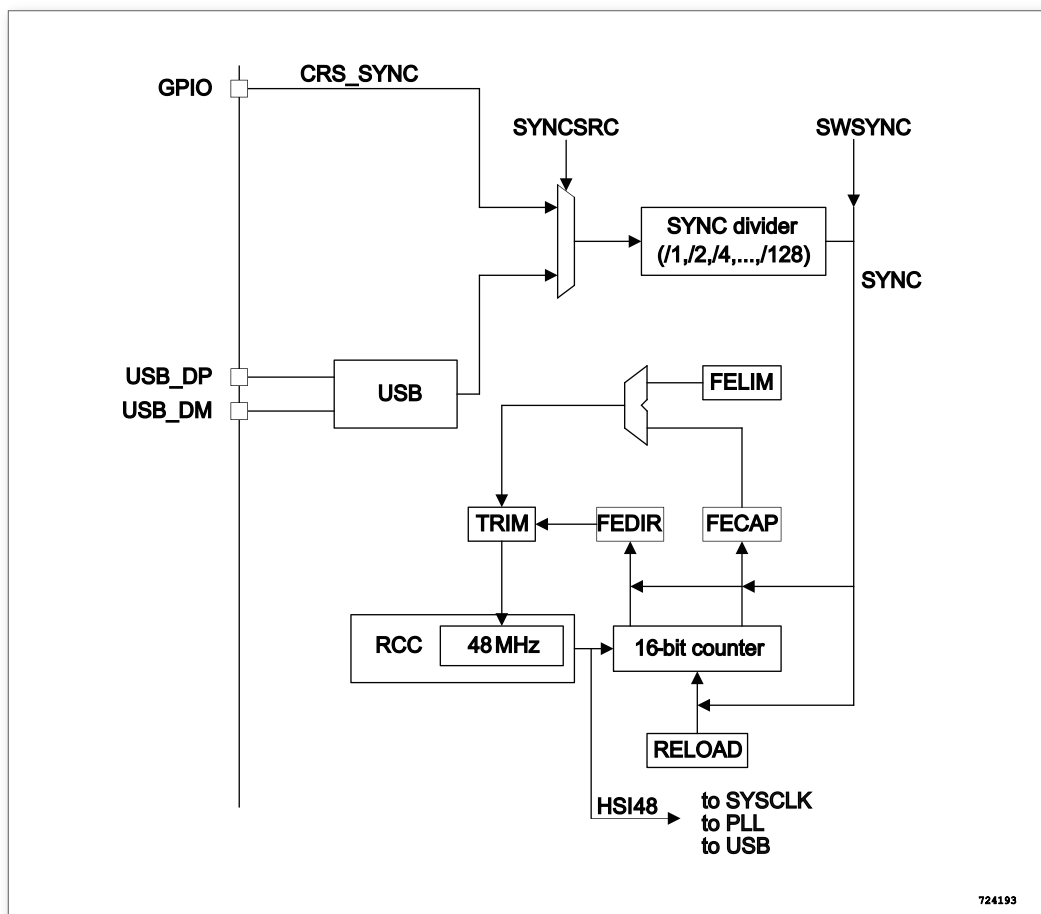 CRS_SYNC
GPIO
SYNCSRC
SWSYNC
SYNC divider
(/1,/2,/4,...,/128)
SYNC
USB_DP
USB
USB_DM
FELIM
TRIM
FEDIR
FECAP
RCC
48 MHz
16-bit counter
RELOAD
HSI48
to SYSCLK
to PLL
to USB
724193